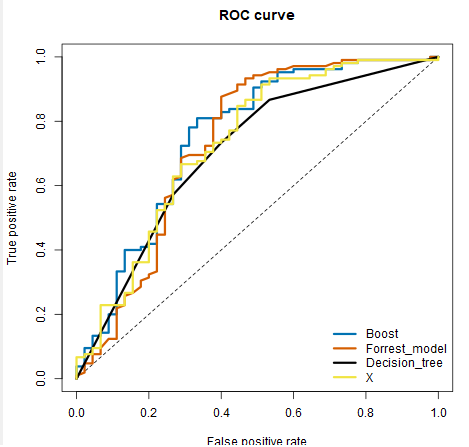 ROC curve
True positive rate
1.0
0.8
0.6
0.4
0.2
0.0
Boost
Forrest_model
Decision_tree
X
0.0 0.2 0.4 0.6 0.8 1.0
False positive rate